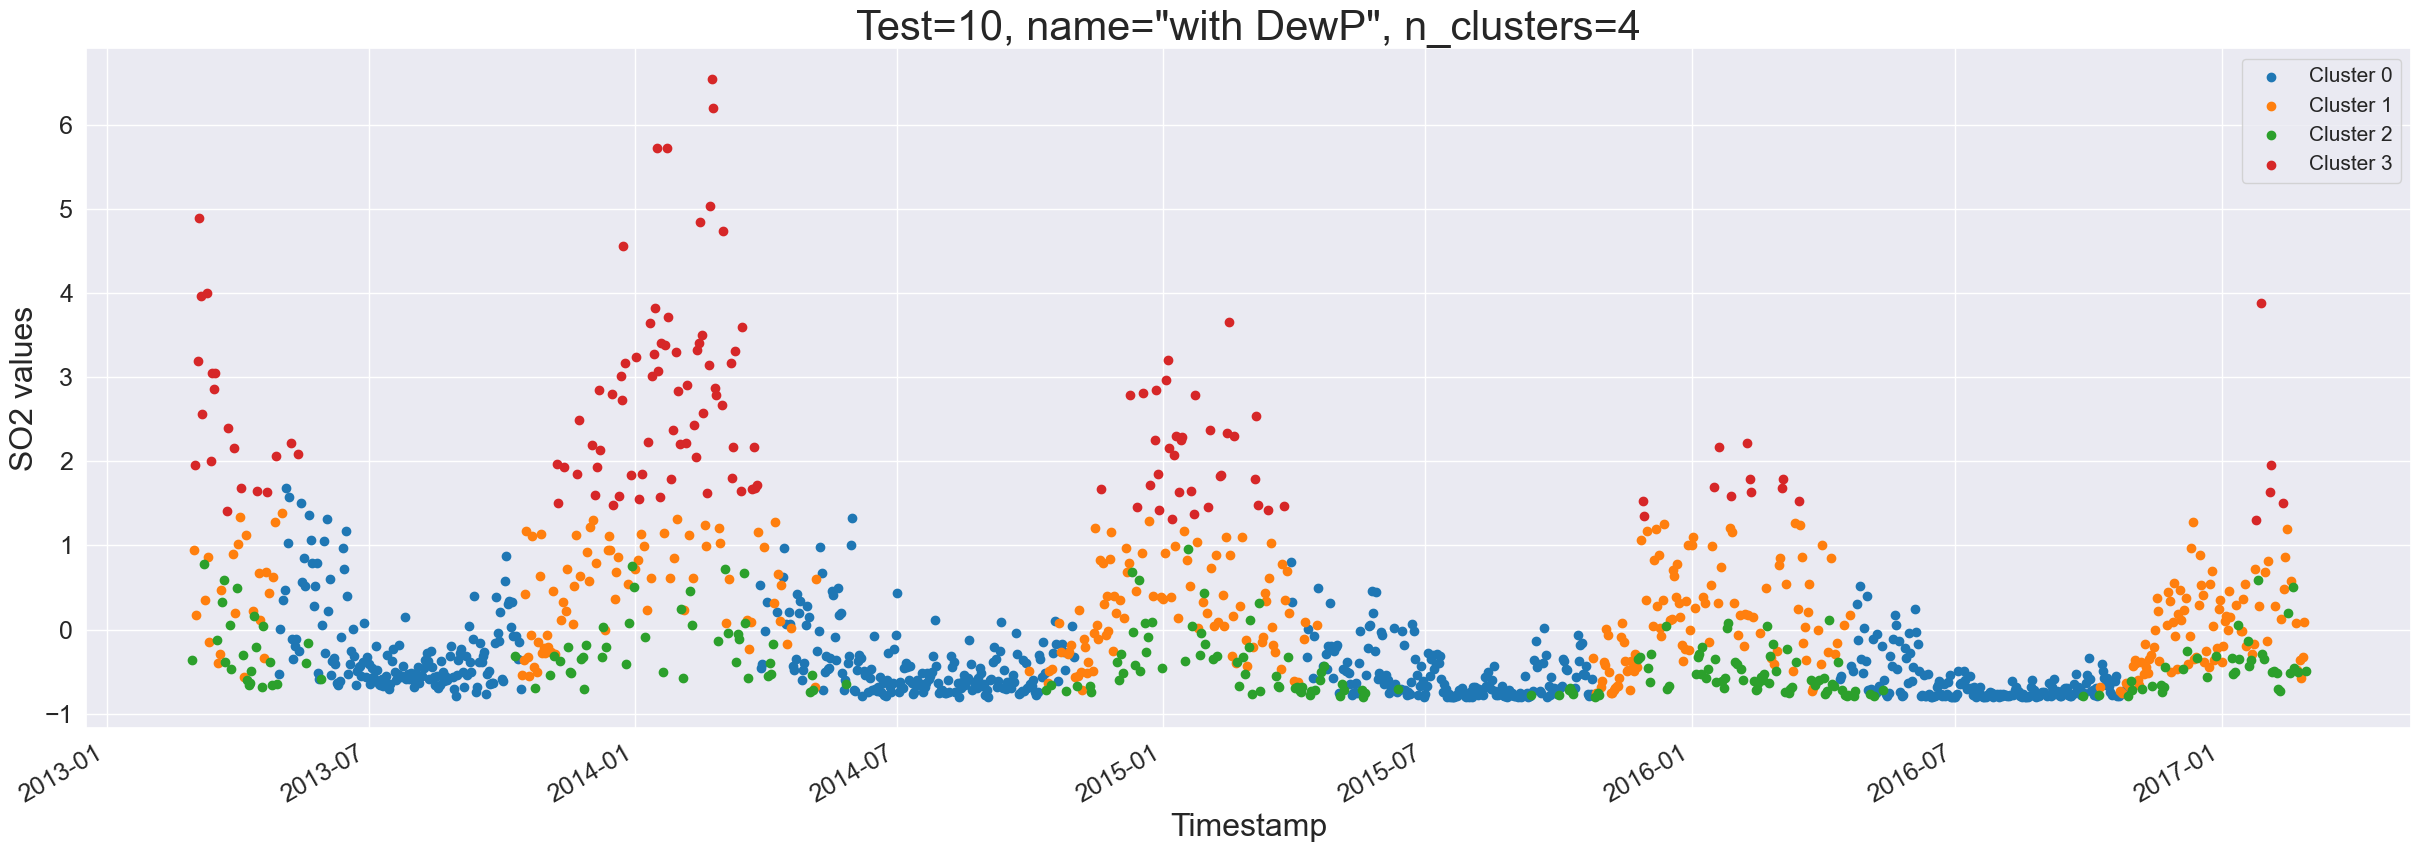 Test=10, name="with DewP", n_clusters=4
Cluster 0
Cluster 1
Cluster 2
Cluster 3
SO2 values
6
5
4
3
2
1
0
−1
2013-01
2013-07
2014-01
2014-07
2015-01
2015-07
2016-01
2016-07
2017-01
Timestamp